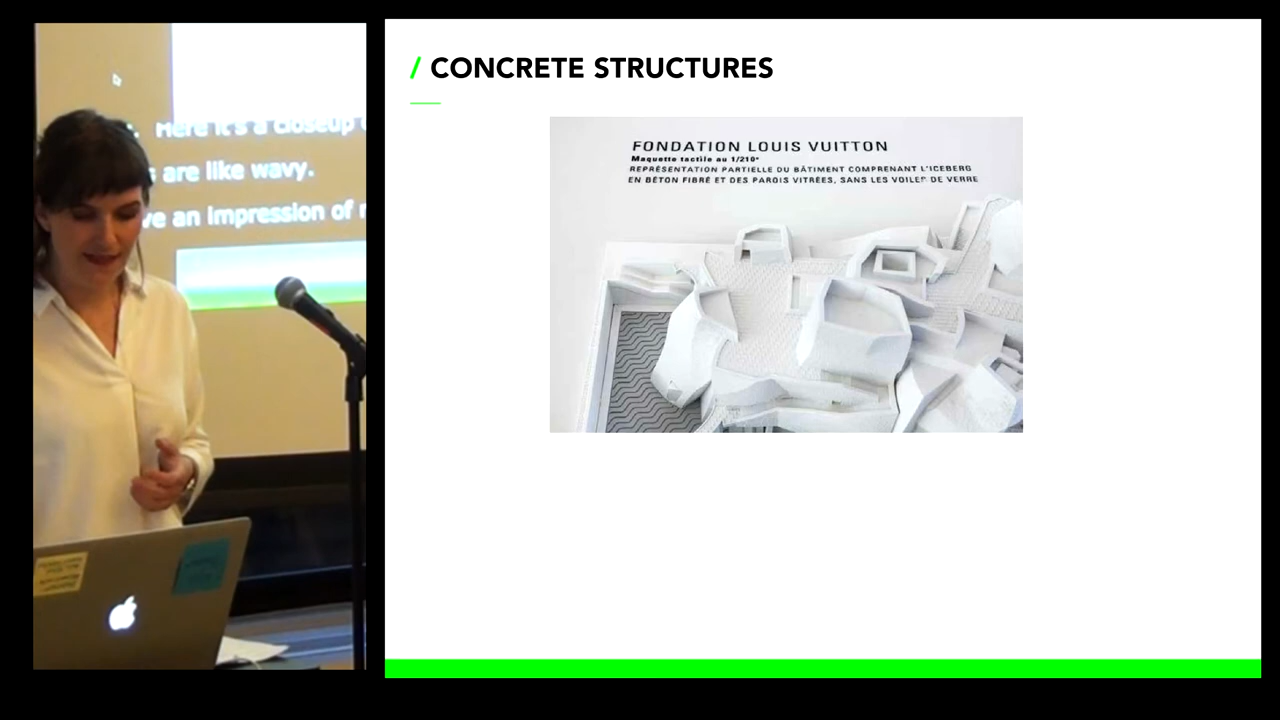 Here it's a closeup
are like wavy.
ve an impression of
/ CONCRETE STRUCTURES
FONDATION LOUIS VUITTON
Maquette tactile au 1/210e
REPRÉSENTATION PARTIELLE DU BÂTIMENT COMPRENANT L'ICEBERG
EN BÉTON FIBRÉ ET DES PAROIS VITRÉES, SANS LES VOILES DE VERRE